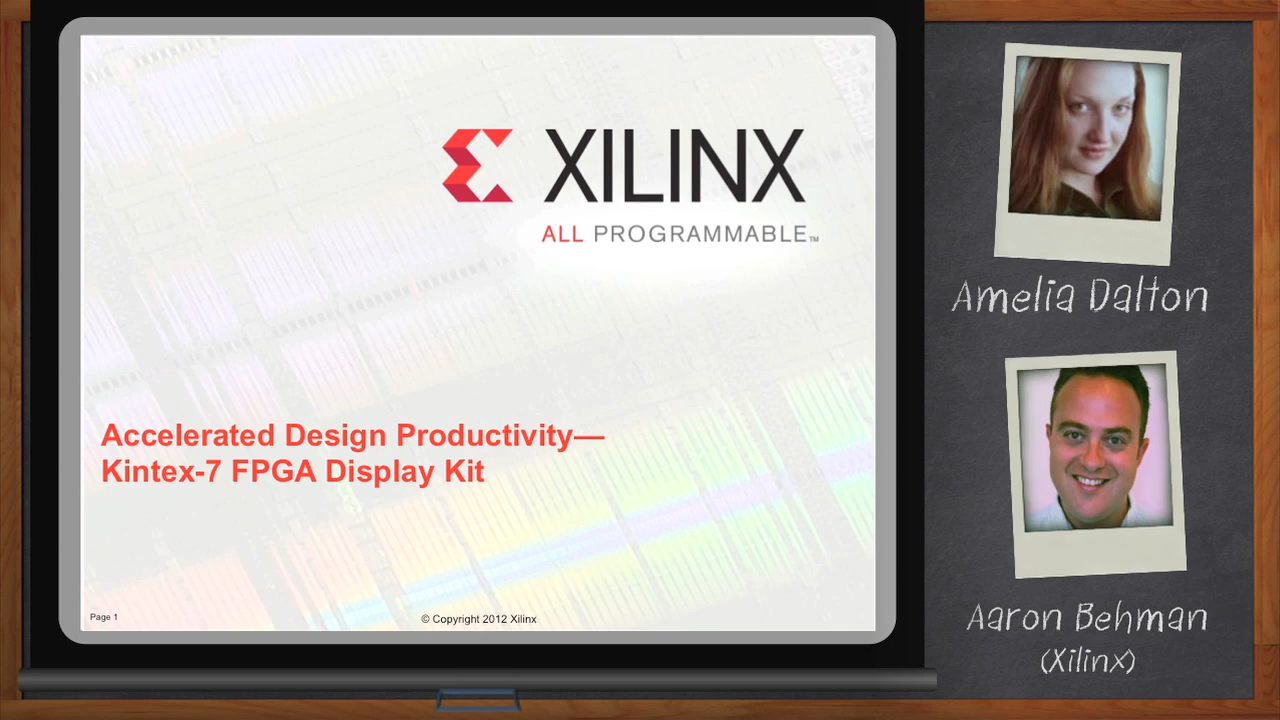 XILINX
ALL PROGRAMMABLE™
Accelerated Design Productivity—
Kintex-7 FPGA Display Kit
Page 1
© Copyright 2012 Xilinx
Amelia Dalton
Aaron Behman
(Xilinx)